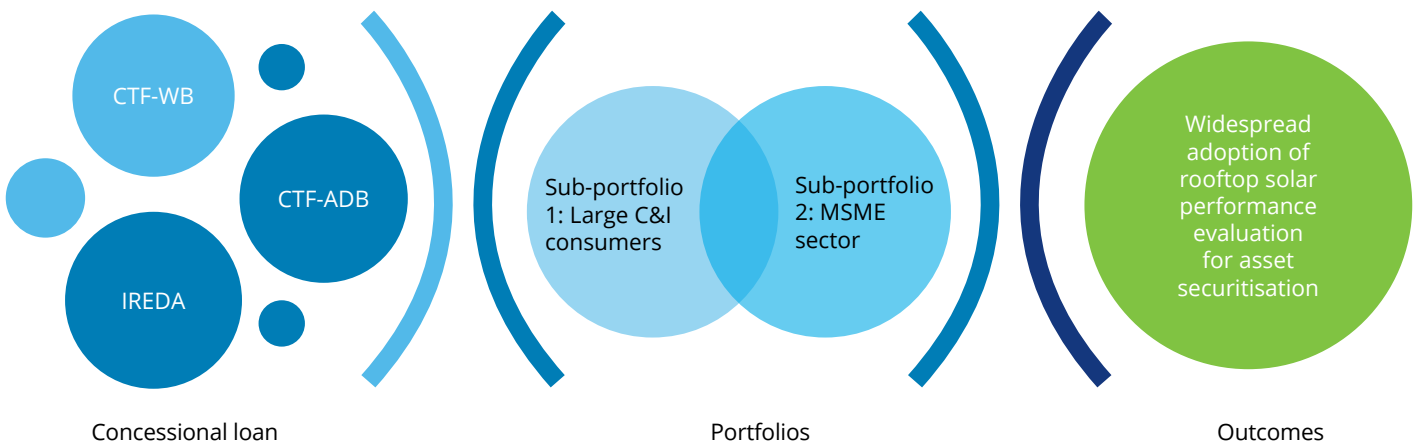 CTF-WB
CTF-ADB
IREDA
Concessional loan
Sub-portfolio
1: Large C&I
consumers
Sub-portfolio
2: MSME
sector
Portfolios
Widespread
adoption of
rooftop solar
performance
evaluation
for asset
securitisation
Outcomes